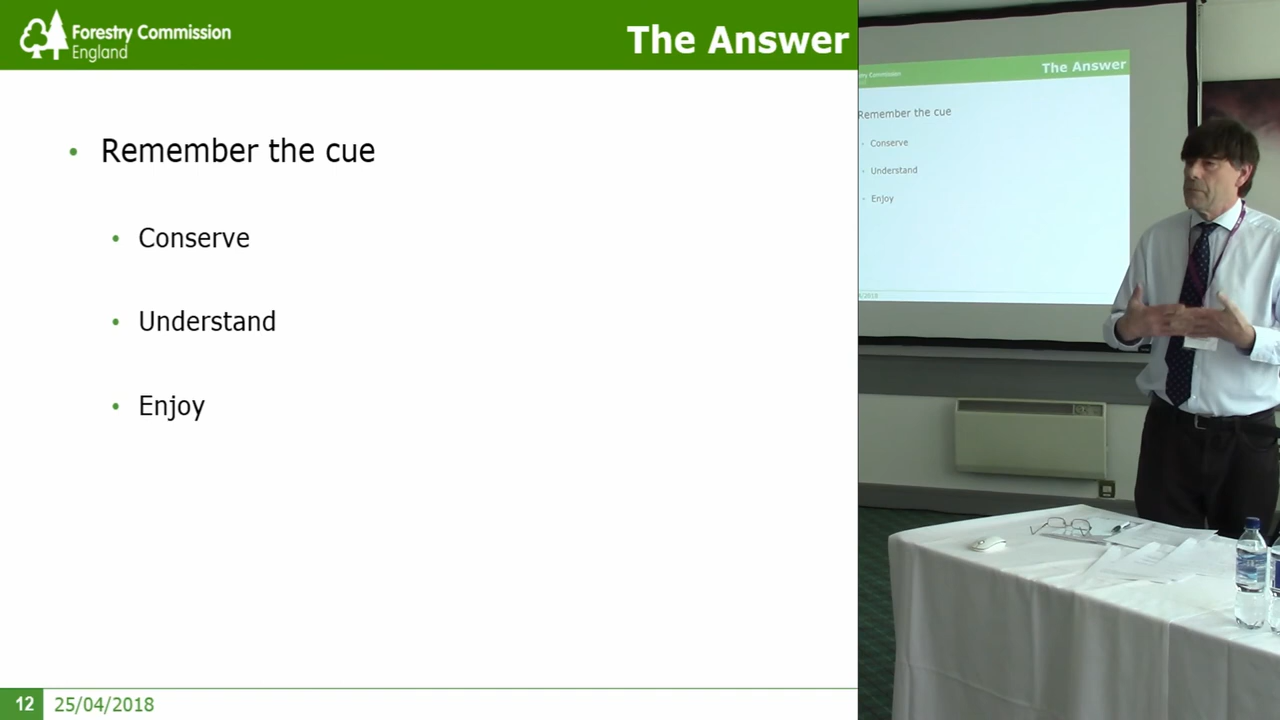 Forestry Commission
England
The Answer
• Remember the cue
• Conserve
• Understand
• Enjoy
12 25/04/2018
The Answer
Remember the cue
- Conserve
- Understand
- Enjoy